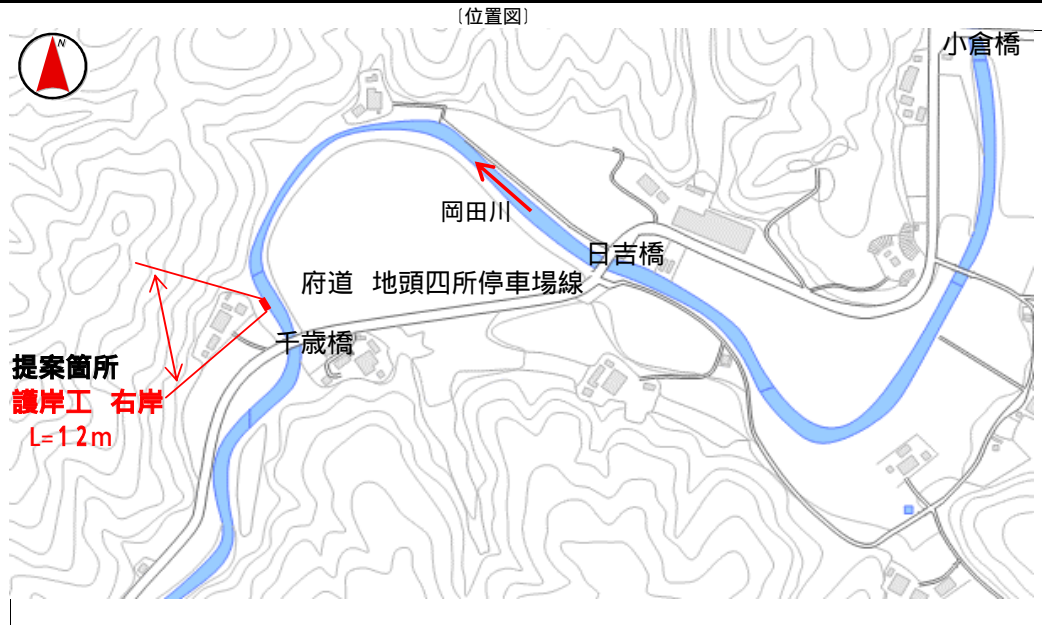 〔位置図〕
N
小倉橋
岡田川
日吉橋
府道 地頭四所停車場線
千歳橋
提案箇所
護岸工 右岸
L=12m